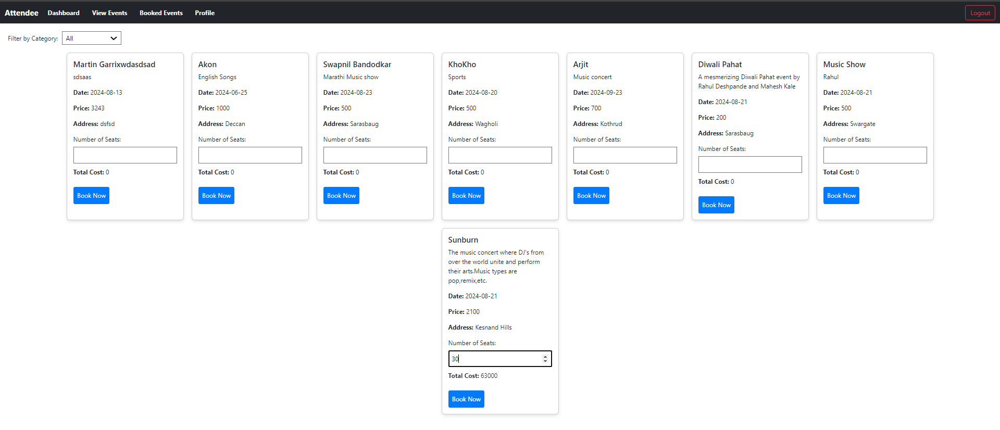 Attendee Dashboard View Events Booked Events Profile Logout
Filter by Category: All
Martin Garrixwdasdsad
sdsaas
Date: 2024-08-13
Price: 3243
Address: dsfsd
Number of Seats:
Total Cost: 0
Book Now
Akon
English Songs
Date: 2024-06-25
Price: 1000
Address: Deccan
Number of Seats:
Total Cost: 0
Book Now
Swapnil Bandodkar
Marathi Music show
Date: 2024-08-23
Price: 500
Address: Sarasbaug
Number of Seats:
Total Cost: 0
Book Now
KhoKho
Sports
Date: 2024-08-20
Price: 500
Address: Wagholi
Number of Seats:
Total Cost: 0
Book Now
Arjit
Music concert
Date: 2024-09-23
Price: 700
Address: Kothrud
Number of Seats:
Total Cost: 0
Book Now
Diwali Pahat
A mesmerizing Diwali Pahat event by
Rahul Deshpande and Mahesh Kale
Date: 2024-08-21
Price: 200
Address: Sarasbaug
Number of Seats:
Total Cost: 0
Book Now
Music Show
Rahul
Date: 2024-08-21
Price: 500
Address: Swargate
Number of Seats:
Total Cost: 0
Book Now
Sunburn
The music concert where DJ's from
over the world unite and perform
their arts.Music types are
pop,remix,etc.
Date: 2024-08-21
Price: 2100
Address: Kesnand Hills
Number of Seats:
30
Total Cost: 63000
Book Now